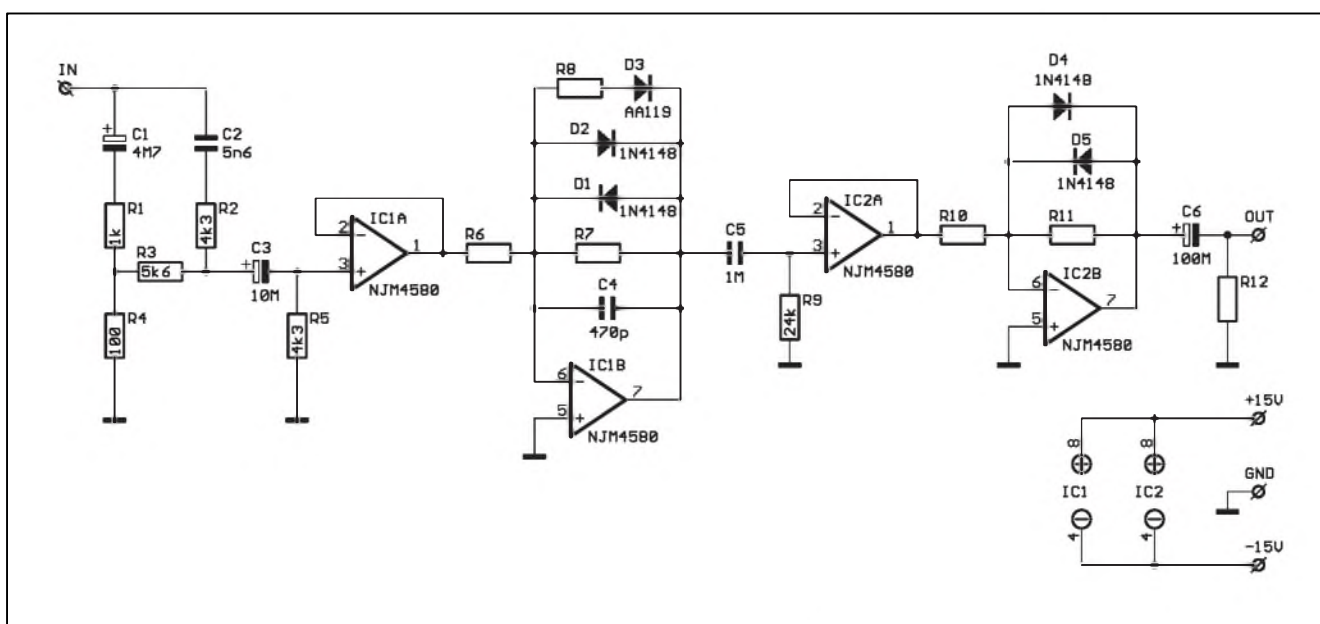 IN
C1
4M7
C2
5n6
R1
1k
R2
4k3
R3
5k6
R4
100
C3
10M
R5
4k3
2
3
1
IC1A
NJM4580
R6
R8
D3
AA119
D2
1N4148
D1
1N4148
R7
C4
470p
IC1B
6
5
7
NJM4580
C5
1M
R9
24k
2
3
1
IC2A
NJM4580
R10
D4
1N4148
D5
1N4148
R11
6
5
7
IC2B
NJM4580
C6
100M
OUT
R12
+15V
8
8
IC1
IC2
GND
4
4
-15V